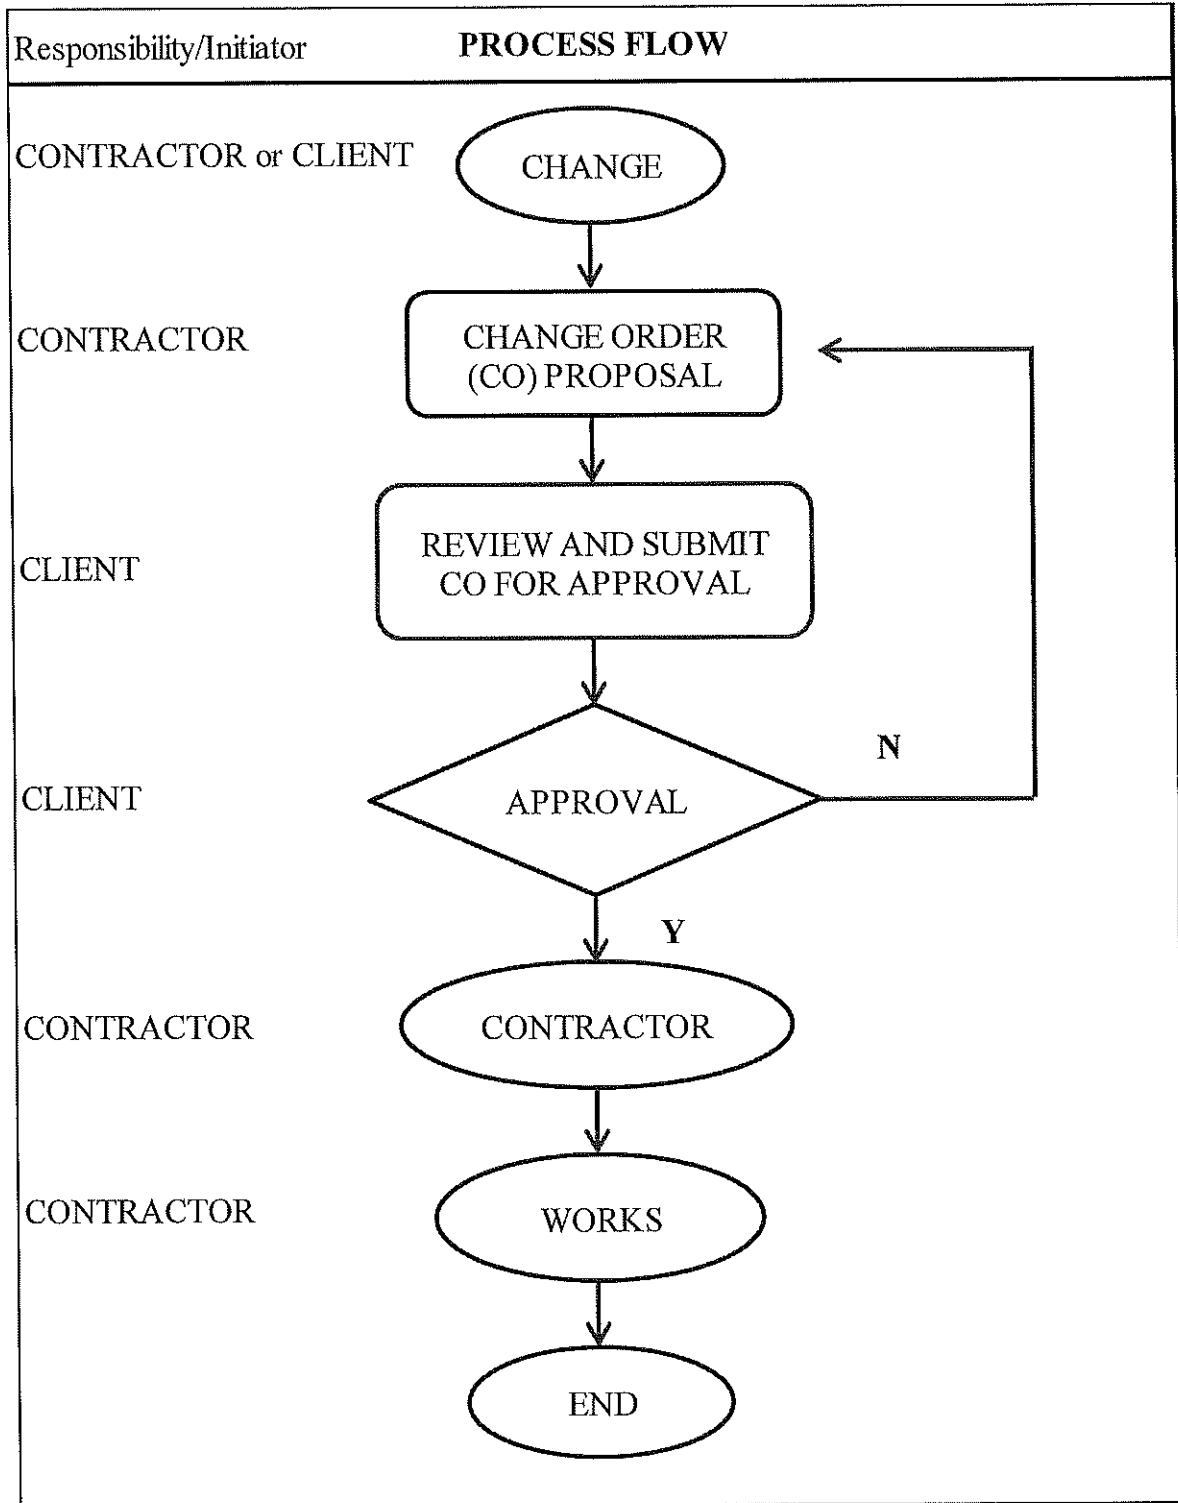 Responsibility/Initiator PROCESS FLOW
CONTRACTOR or CLIENT
CHANGE
CONTRACTOR
CHANGE ORDER
(CO) PROPOSAL
CLIENT
REVIEW AND SUBMIT
CO FOR APPROVAL
N
CLIENT
APPROVAL
Y
CONTRACTOR
CONTRACTOR
CONTRACTOR
WORKS
END